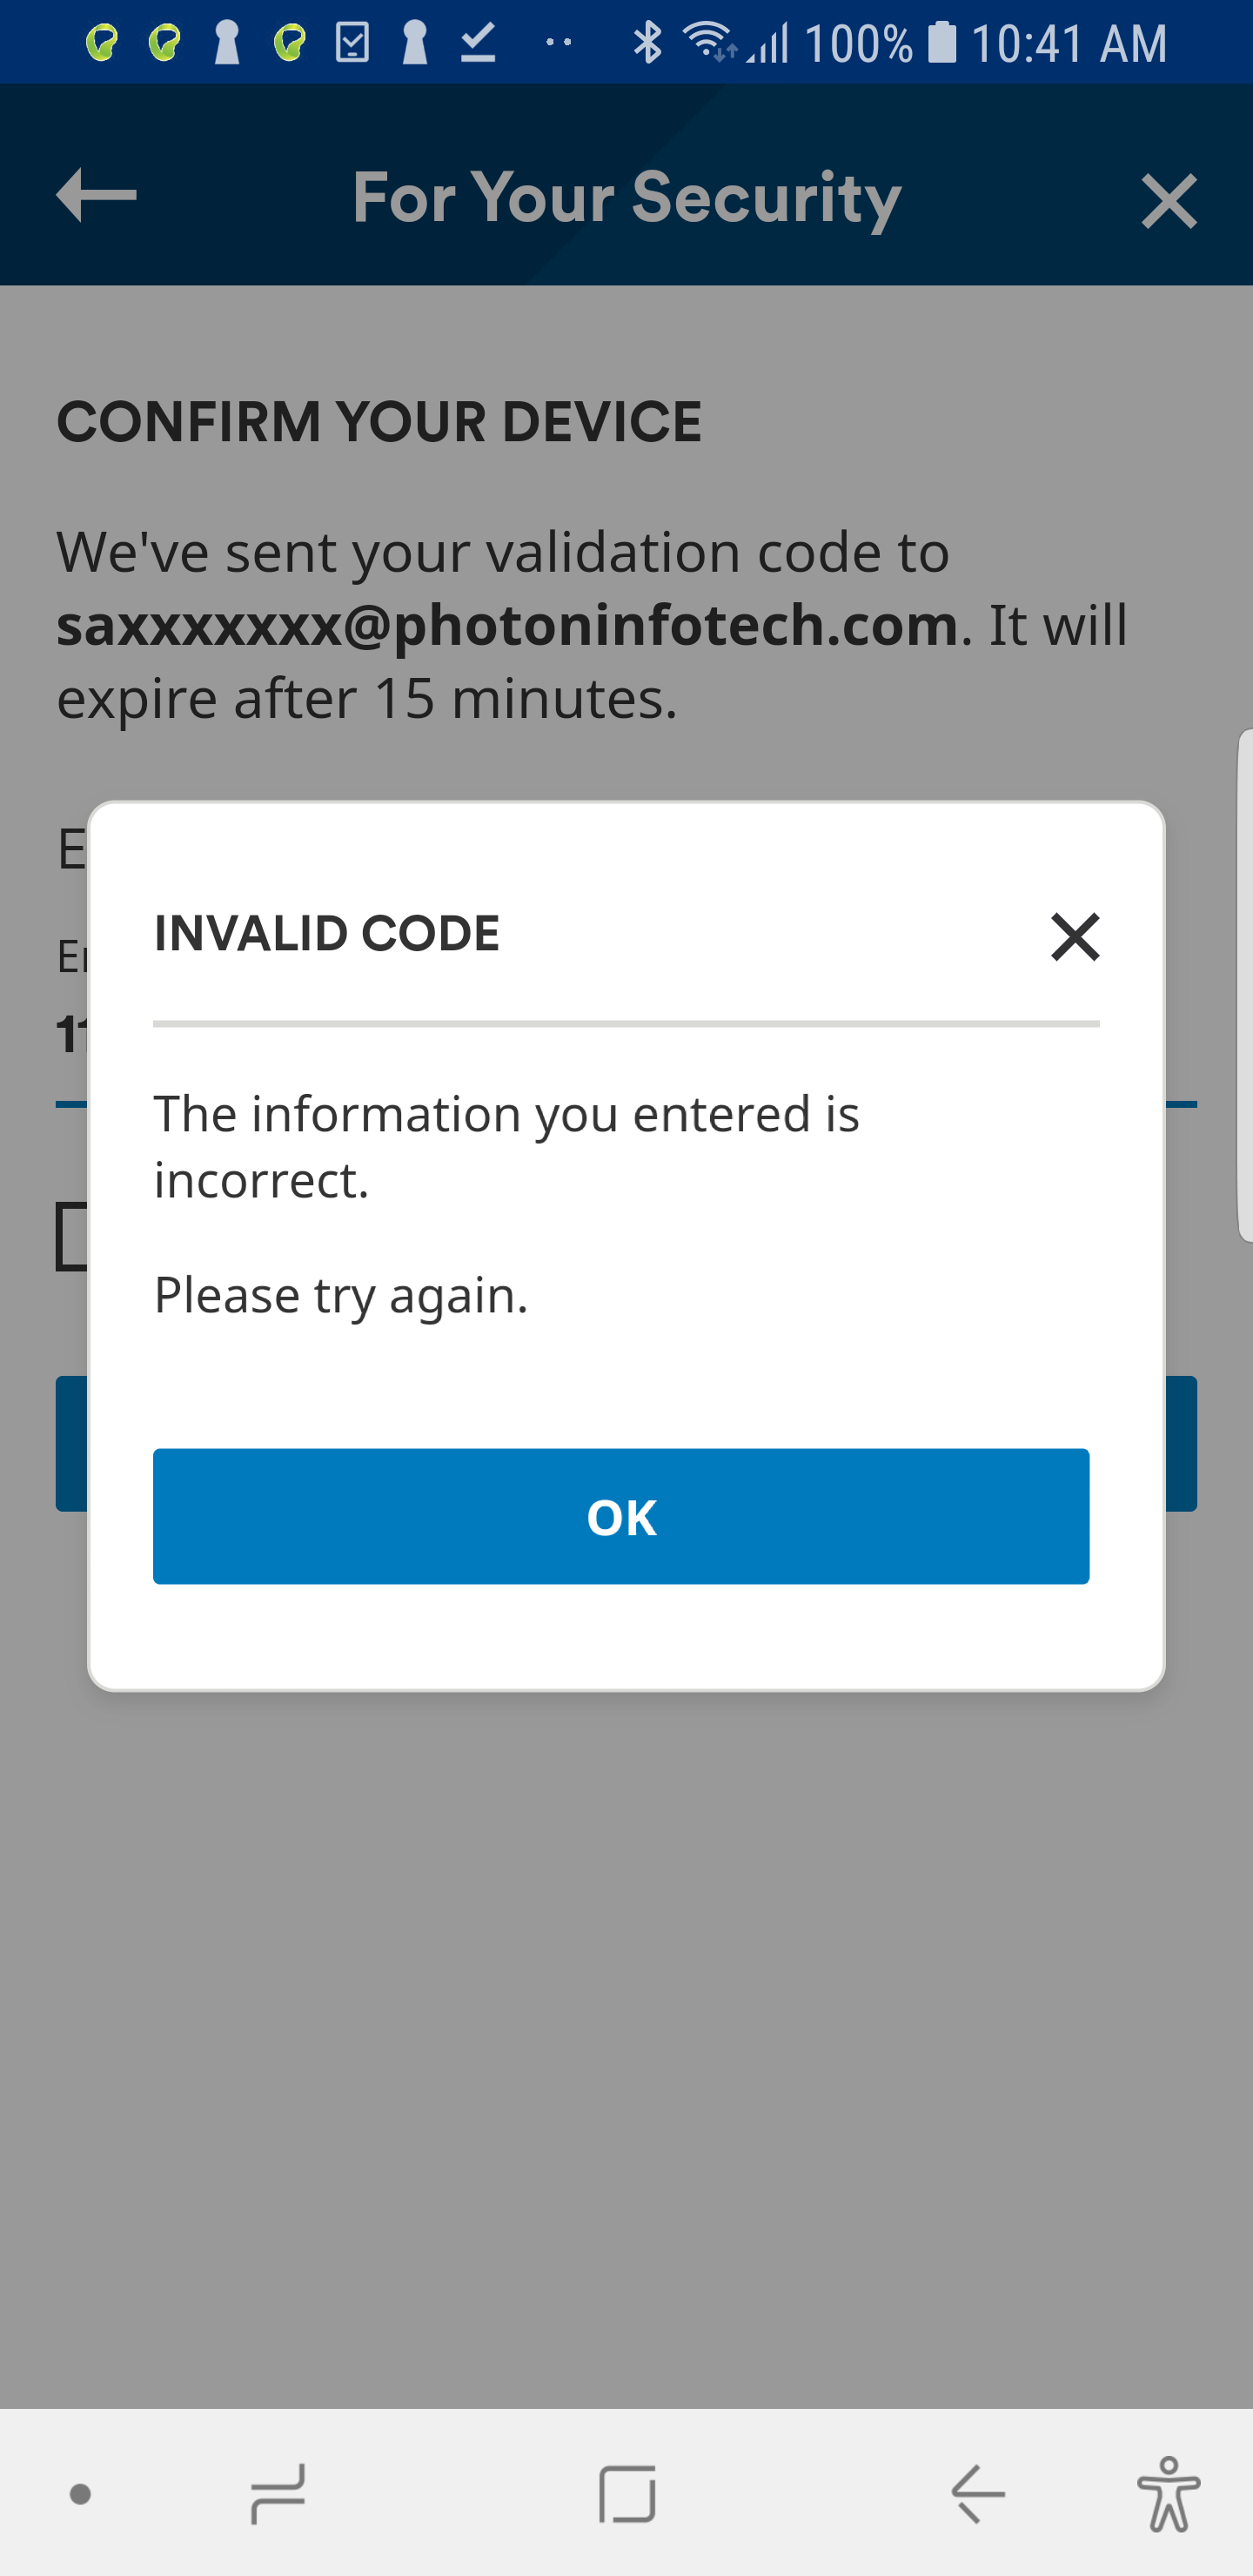 100% 10:41 AM
For Your Security
CONFIRM YOUR DEVICE
We've sent your validation code to
saxxxxxxx@photoninfotech.com. It will
expire after 15 minutes.
INVALID CODE
The information you entered is
incorrect.
Please try again.
OK